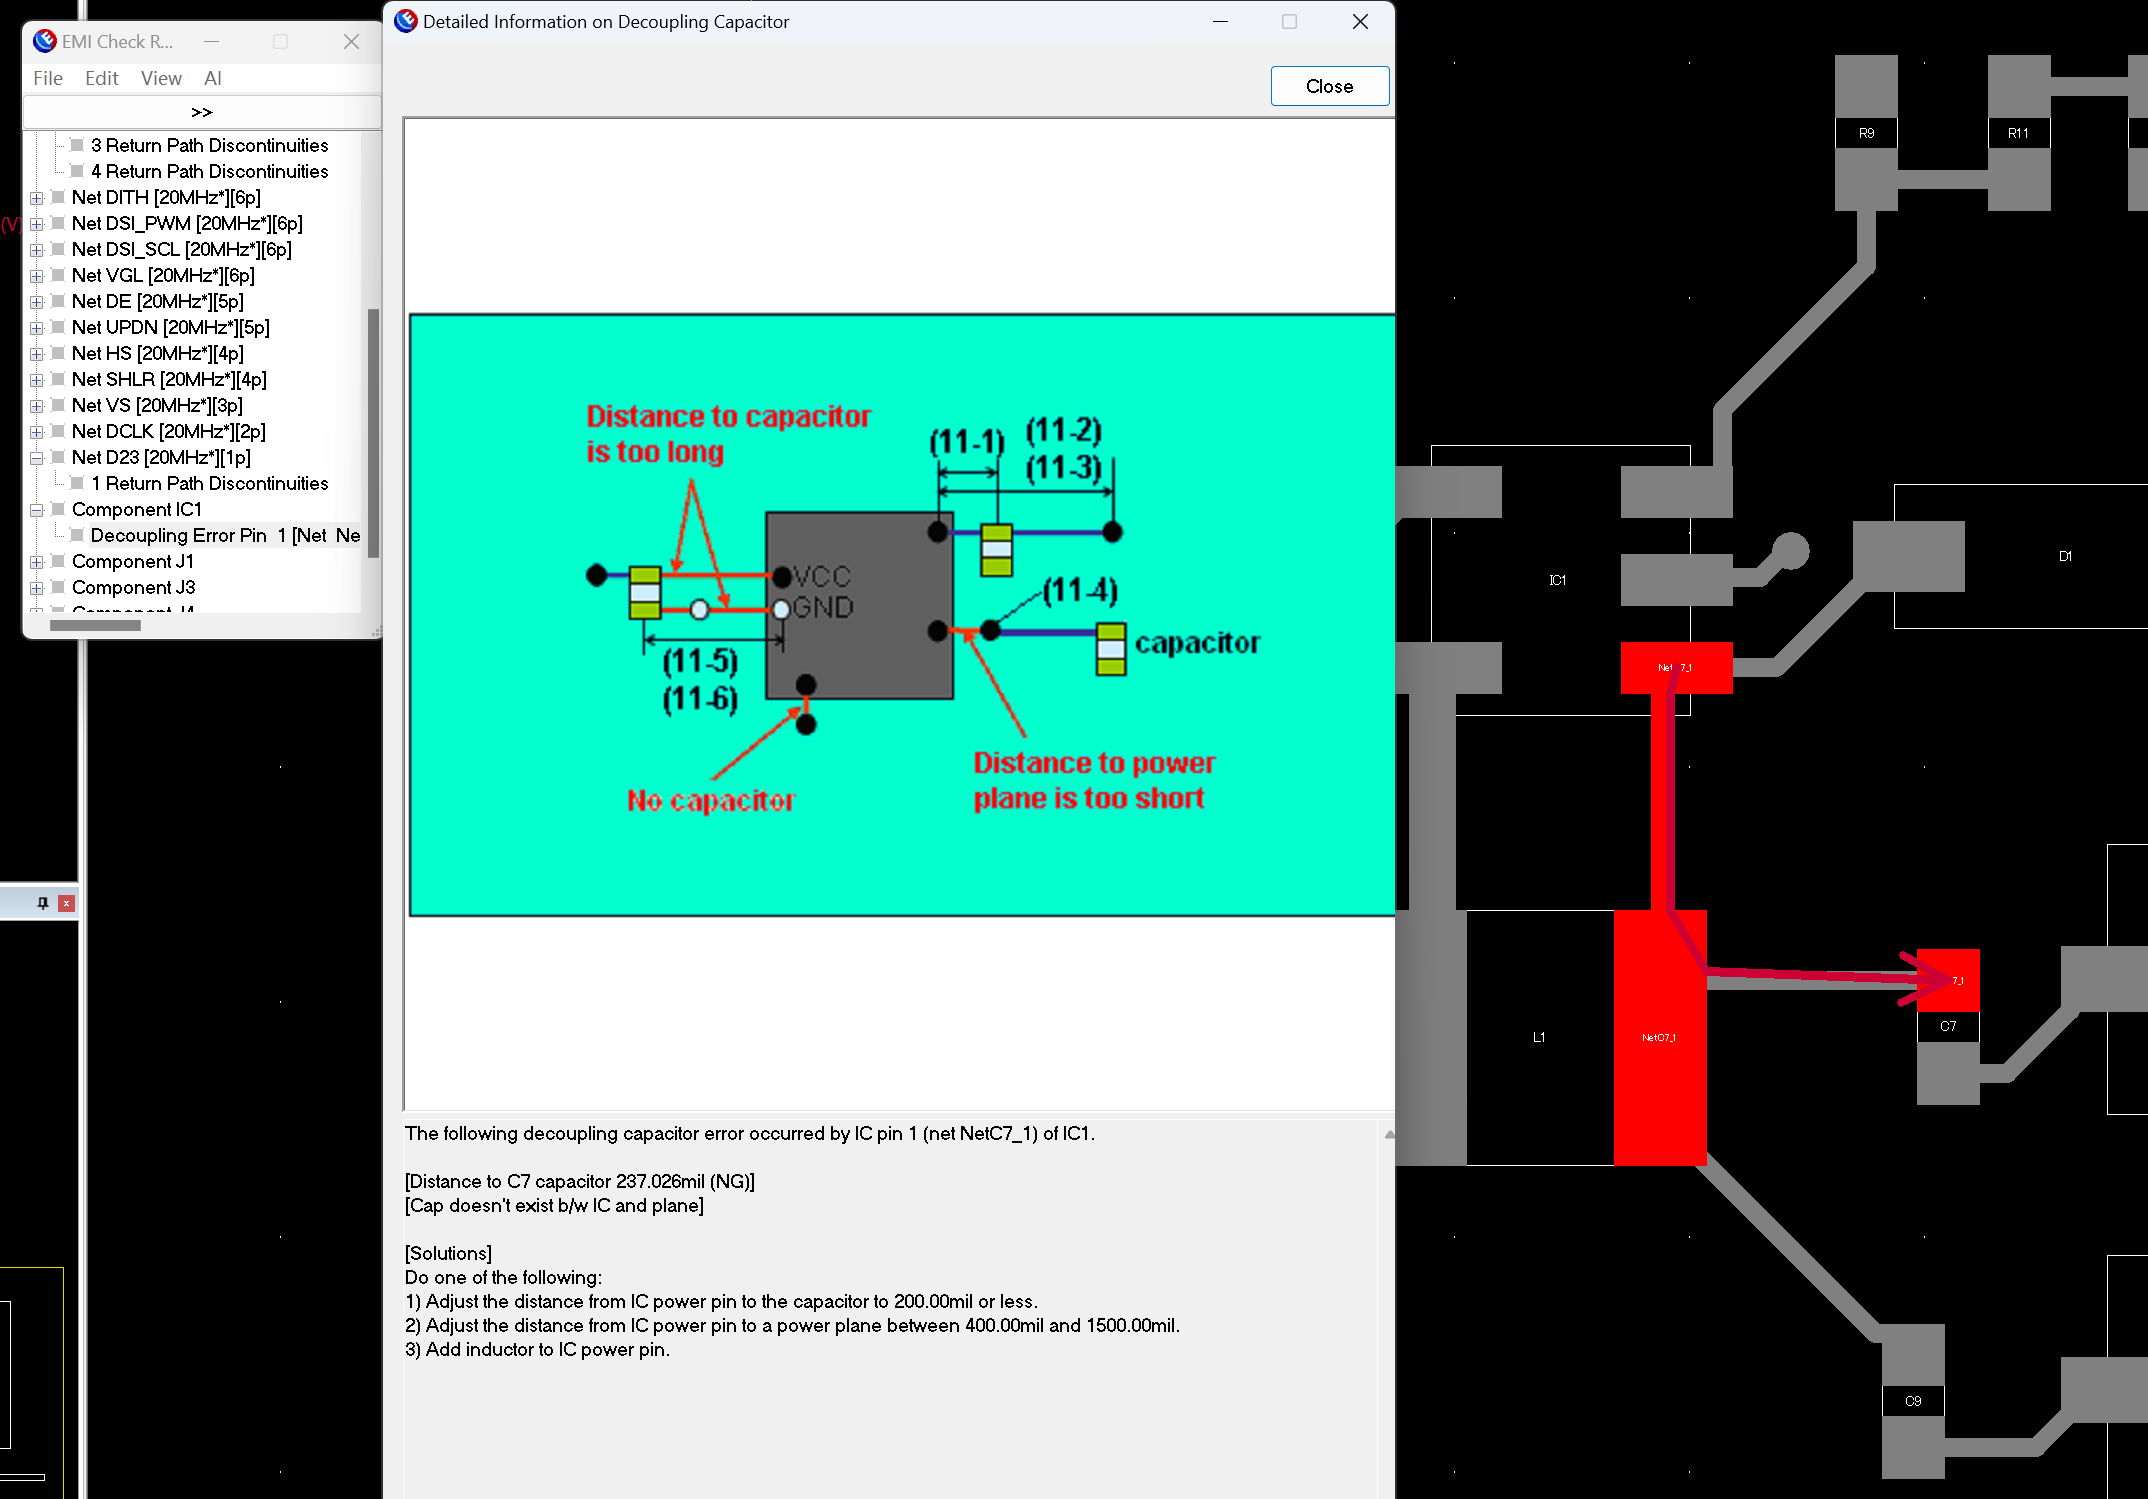 EMI Check R...
File Edit View AI
>>
3 Return Path Discontinuities
4 Return Path Discontinuities
Net DITH [20MHz*][6p]
Net DSI_PWM [20MHz*][6p]
Net DSI_SCL [20MHz*][6p]
Net VGL [20MHz*][6p]
Net DE [20MHz*][5p]
Net UPDN [20MHz*][5p]
Net HS [20MHz*][4p]
Net SHLR [20MHz*][4p]
Net VS [20MHz*][3p]
Net DCLK [20MHz*][2p]
Net D23 [20MHz*][1p]
1 Return Path Discontinuities
Component IC1
Decoupling Error Pin 1 [Net Ne
Component J1
Component J3
(V)
Detailed Information on Decoupling Capacitor
Close
Distance to capacitor
is too long
(11-1)
(11-2)
(11-3)
VCC
GND
(11-4)
capacitor
(11-5)
(11-6)
No capacitor
Distance to power
plane is too short
The following decoupling capacitor error occurred by IC pin 1 (net NetC7_1) of IC1.
[Distance to C7 capacitor 237.026mil (NG)]
[Cap doesn't exist b/w IC and plane]
[Solutions]
Do one of the following:
1) Adjust the distance from IC power pin to the capacitor to 200.00mil or less.
2) Adjust the distance from IC power pin to a power plane between 400.00mil and 1500.00mil.
3) Add inductor to IC power pin.
R9
R11
IC1
D1
L1
NetC7_1
7_1
C7
C9